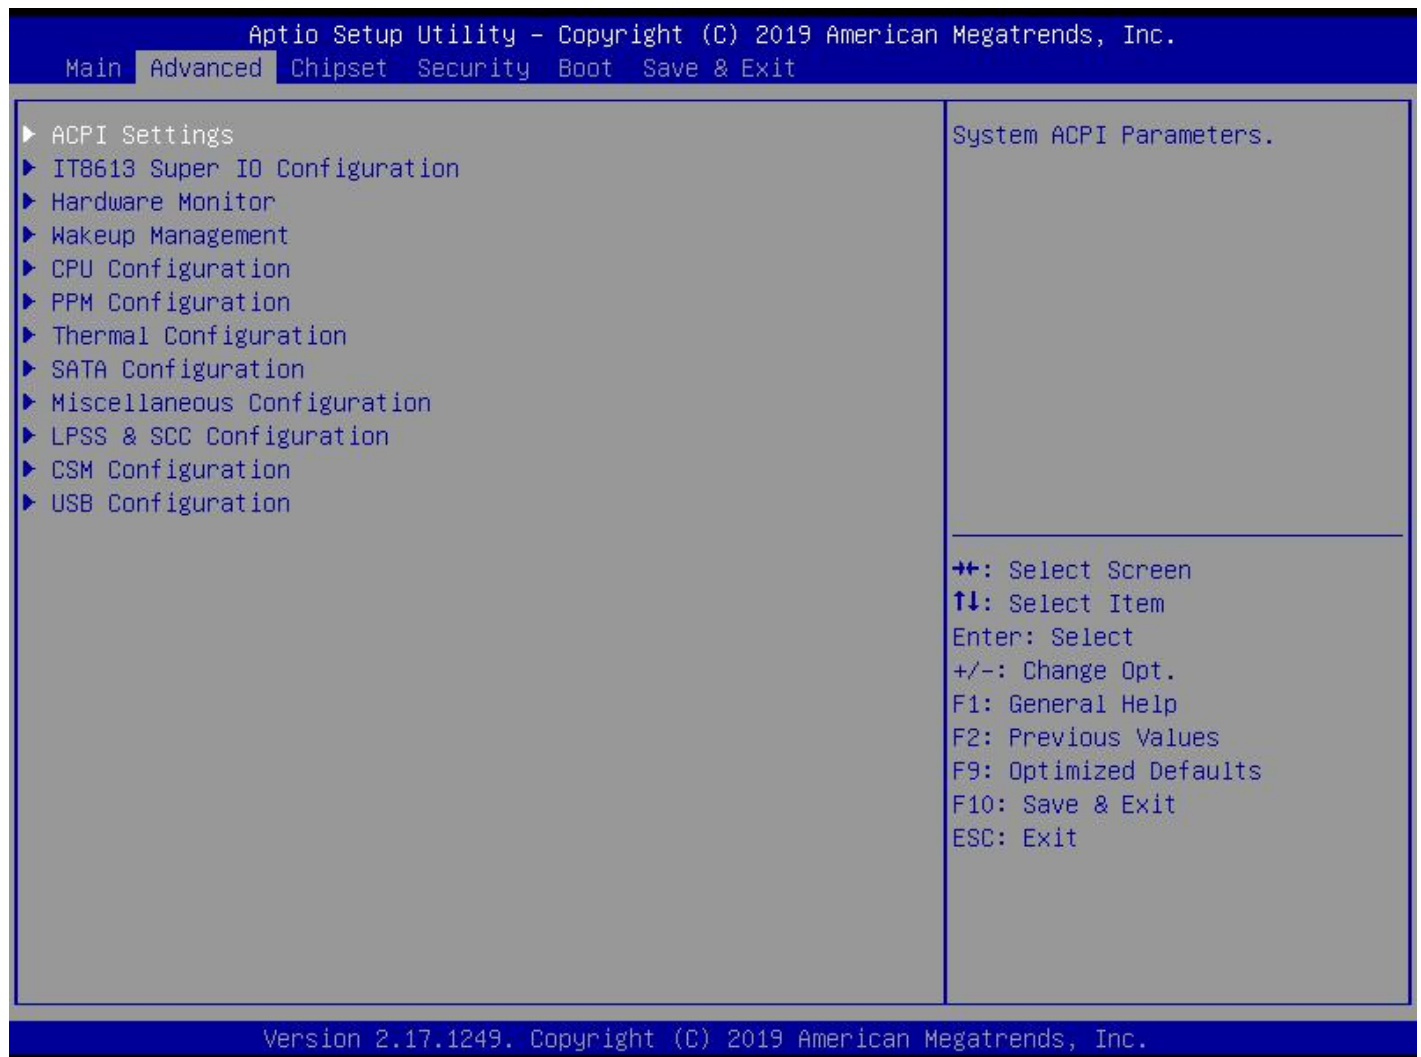 Aptio Setup Utility – Copyright (C) 2019 American Megatrends, Inc.
Main Advanced Chipset Security Boot Save & Exit
ACPI Settings
IT8613 Super IO Configuration
Hardware Monitor
Wakeup Management
CPU Configuration
PPM Configuration
Thermal Configuration
SATA Configuration
Miscellaneous Configuration
LPSS & SCC Configuration
CSM Configuration
USB Configuration
System ACPI Parameters.
→←: Select Screen
↑↓: Select Item
Enter: Select
+/-: Change Opt.
F1: General Help
F2: Previous Values
F9: Optimized Defaults
F10: Save & Exit
ESC: Exit
Version 2.17.1249. Copyright (C) 2019 American Megatrends, Inc.